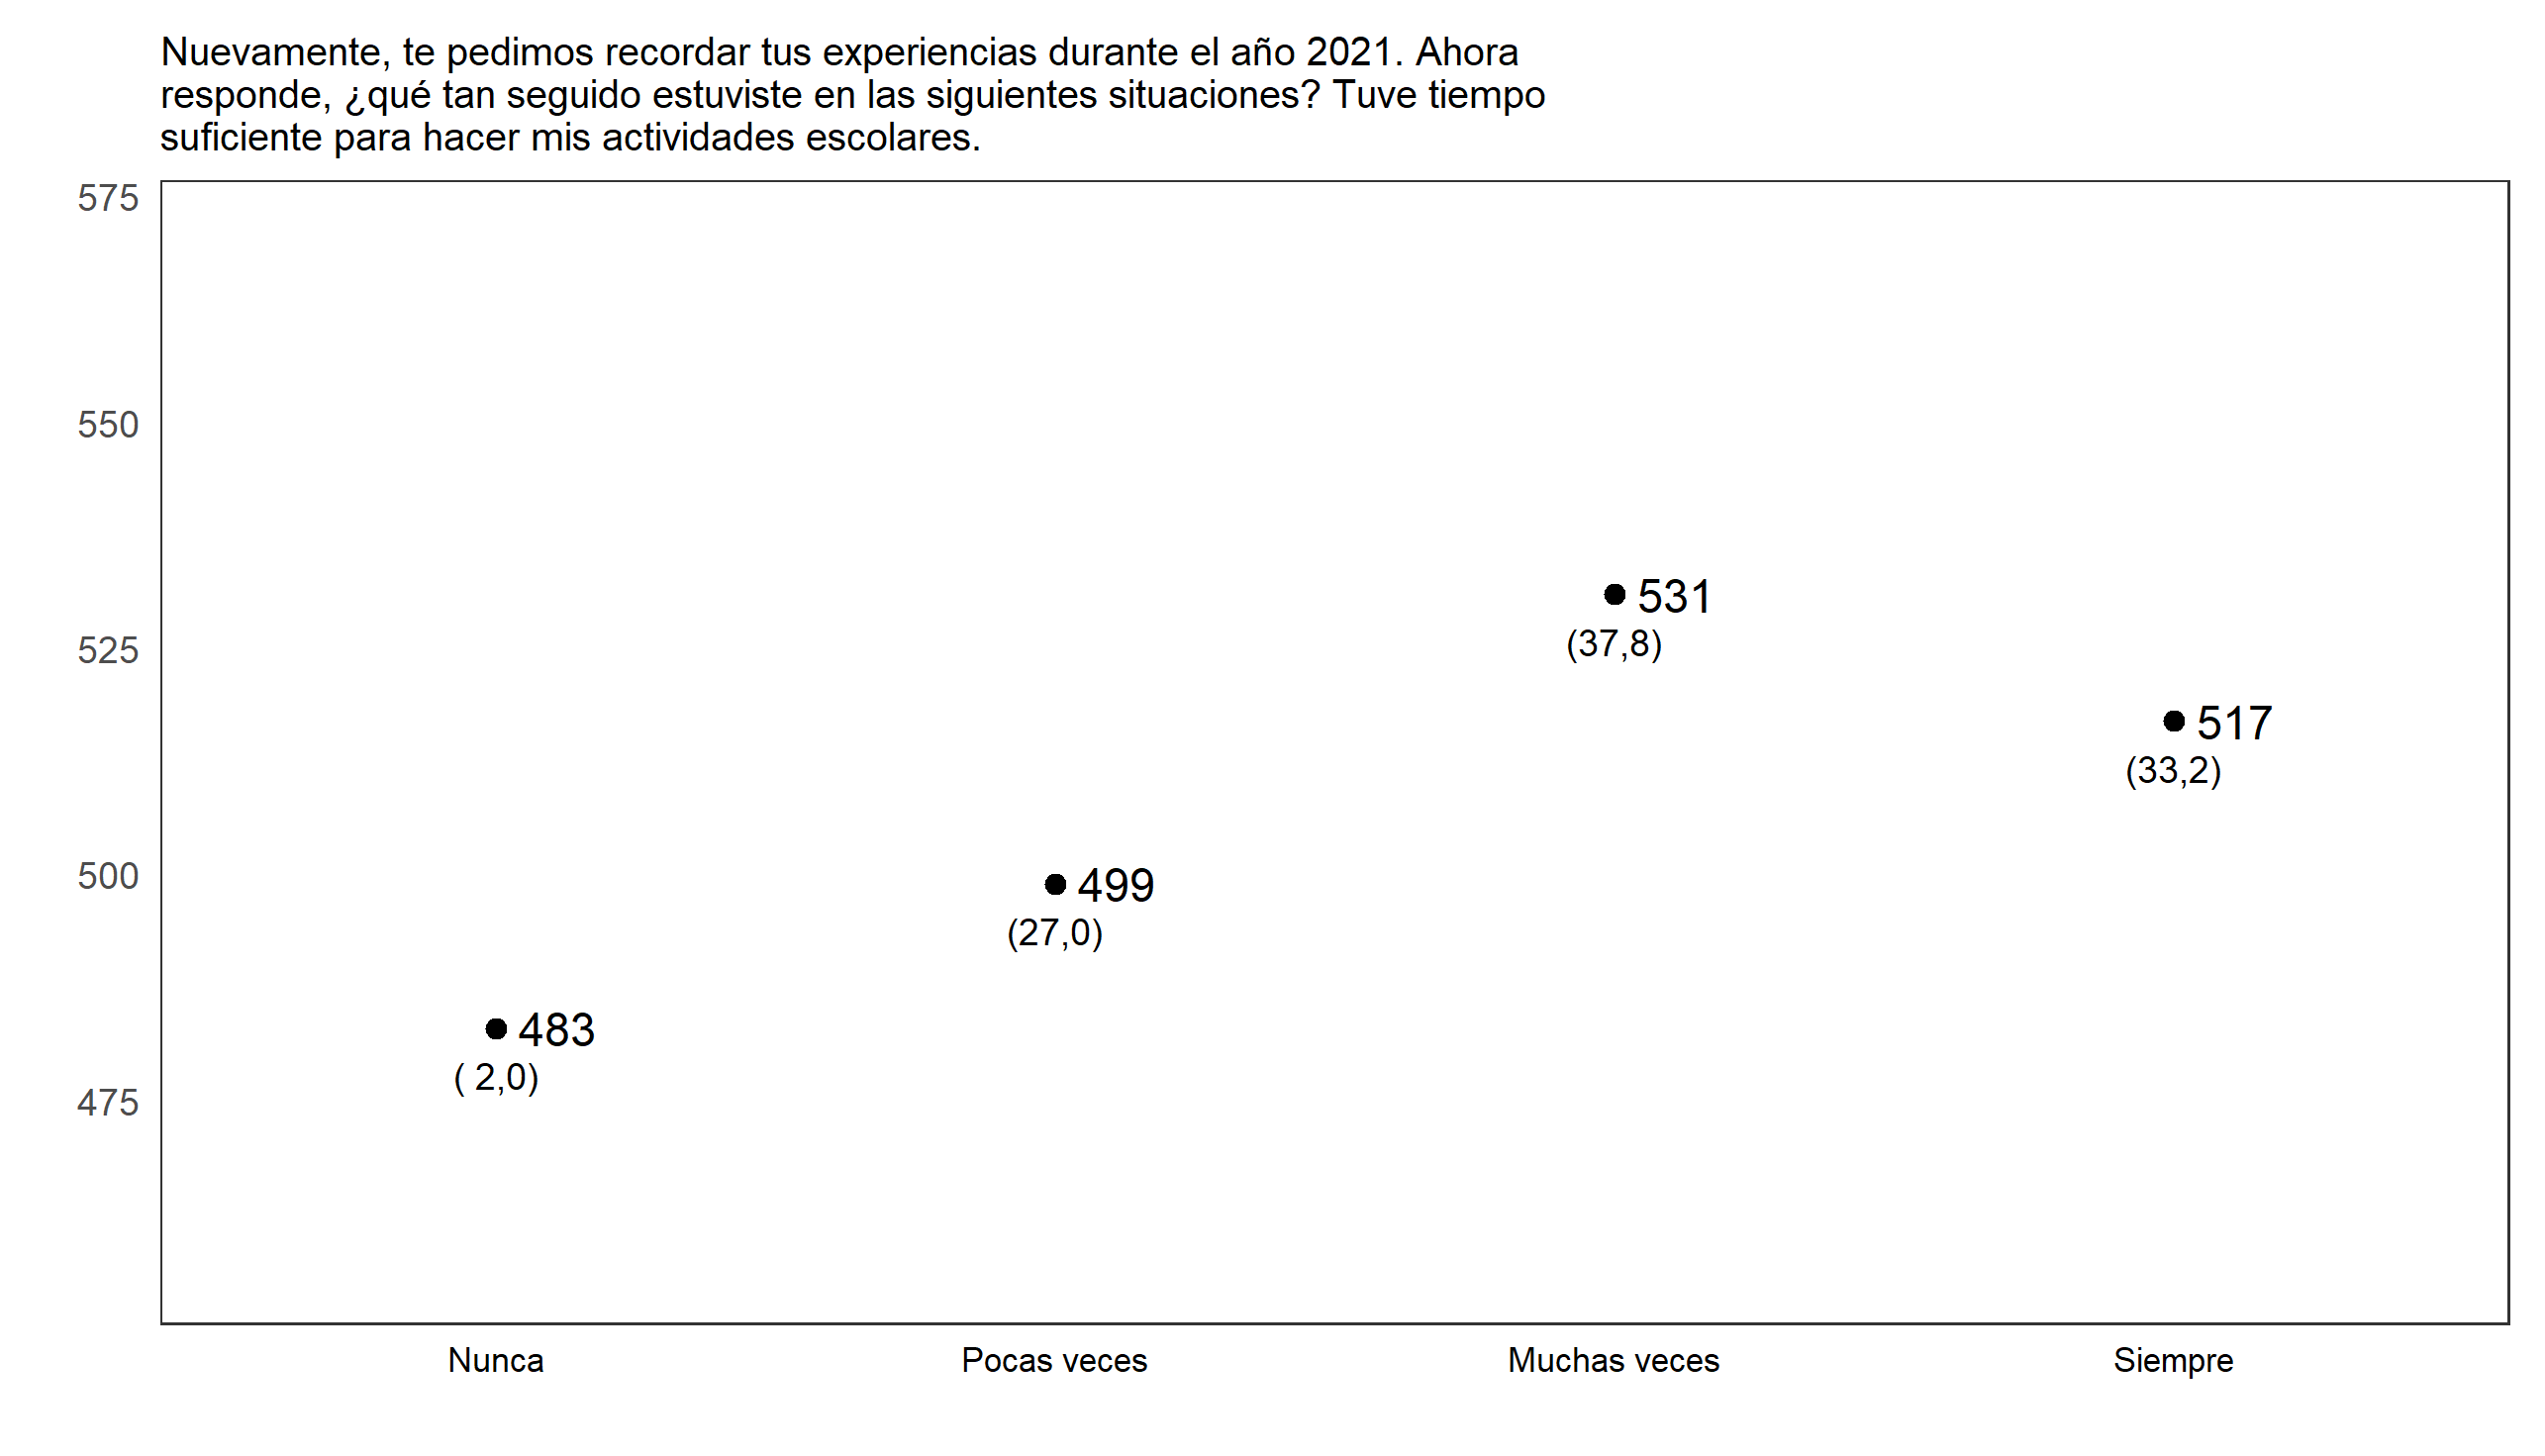 Nuevamente, te pedimos recordar tus experiencias durante el año 2021. Ahora
responde, ¿qué tan seguido estuviste en las siguientes situaciones? Tuve tiempo
suficiente para hacer mis actividades escolares.
575
550
525
500
475
531
(37,8)
517
(33,2)
499
(27,0)
483
( 2,0)
Nunca
Pocas veces
Muchas veces
Siempre